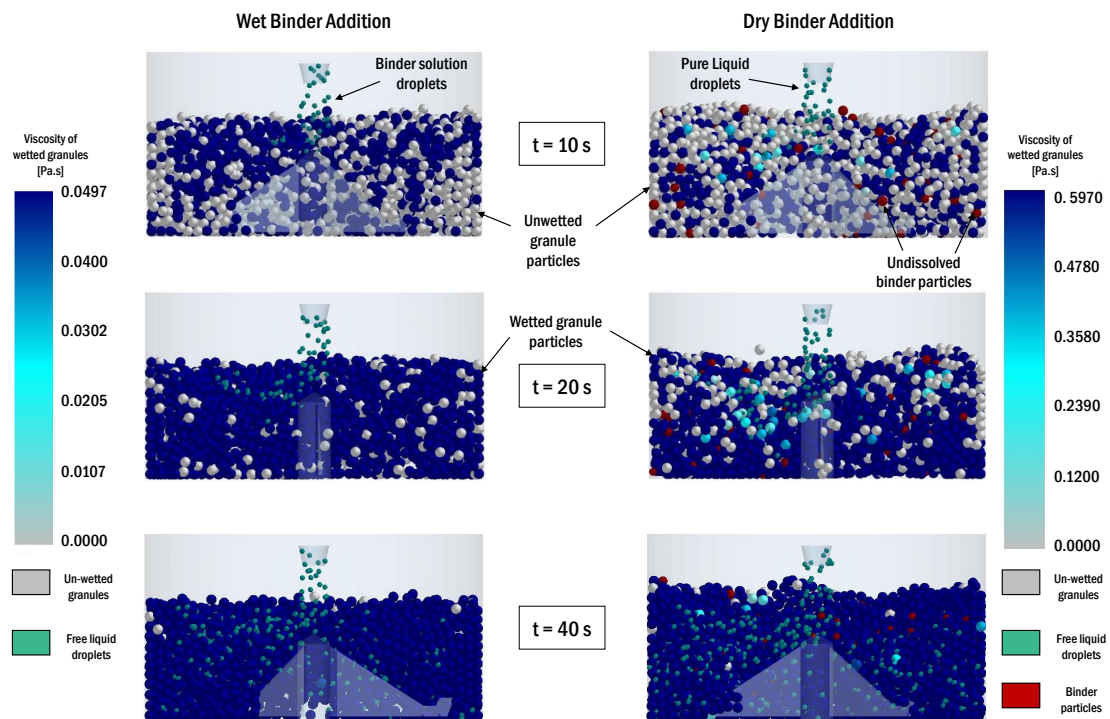 Wet Binder Addition
Dry Binder Addition
Binder solution
droplets
Pure Liquid
droplets
Viscosity of
wetted granules
[Pa.s]
0.0497
0.0400
0.0302
0.0205
0.0107
0.0000
Un-wetted
granules
Free liquid
droplets
t = 10 s
Unwetted
granule
particles
Undissolved
binder particles
Wetted granule
particles
t = 20 s
t = 40 s
Viscosity of
wetted granules
[Pa.s]
0.5970
0.4780
0.3580
0.2390
0.1200
0.0000
Un-wetted
granules
Free liquid
droplets
Binder
particles